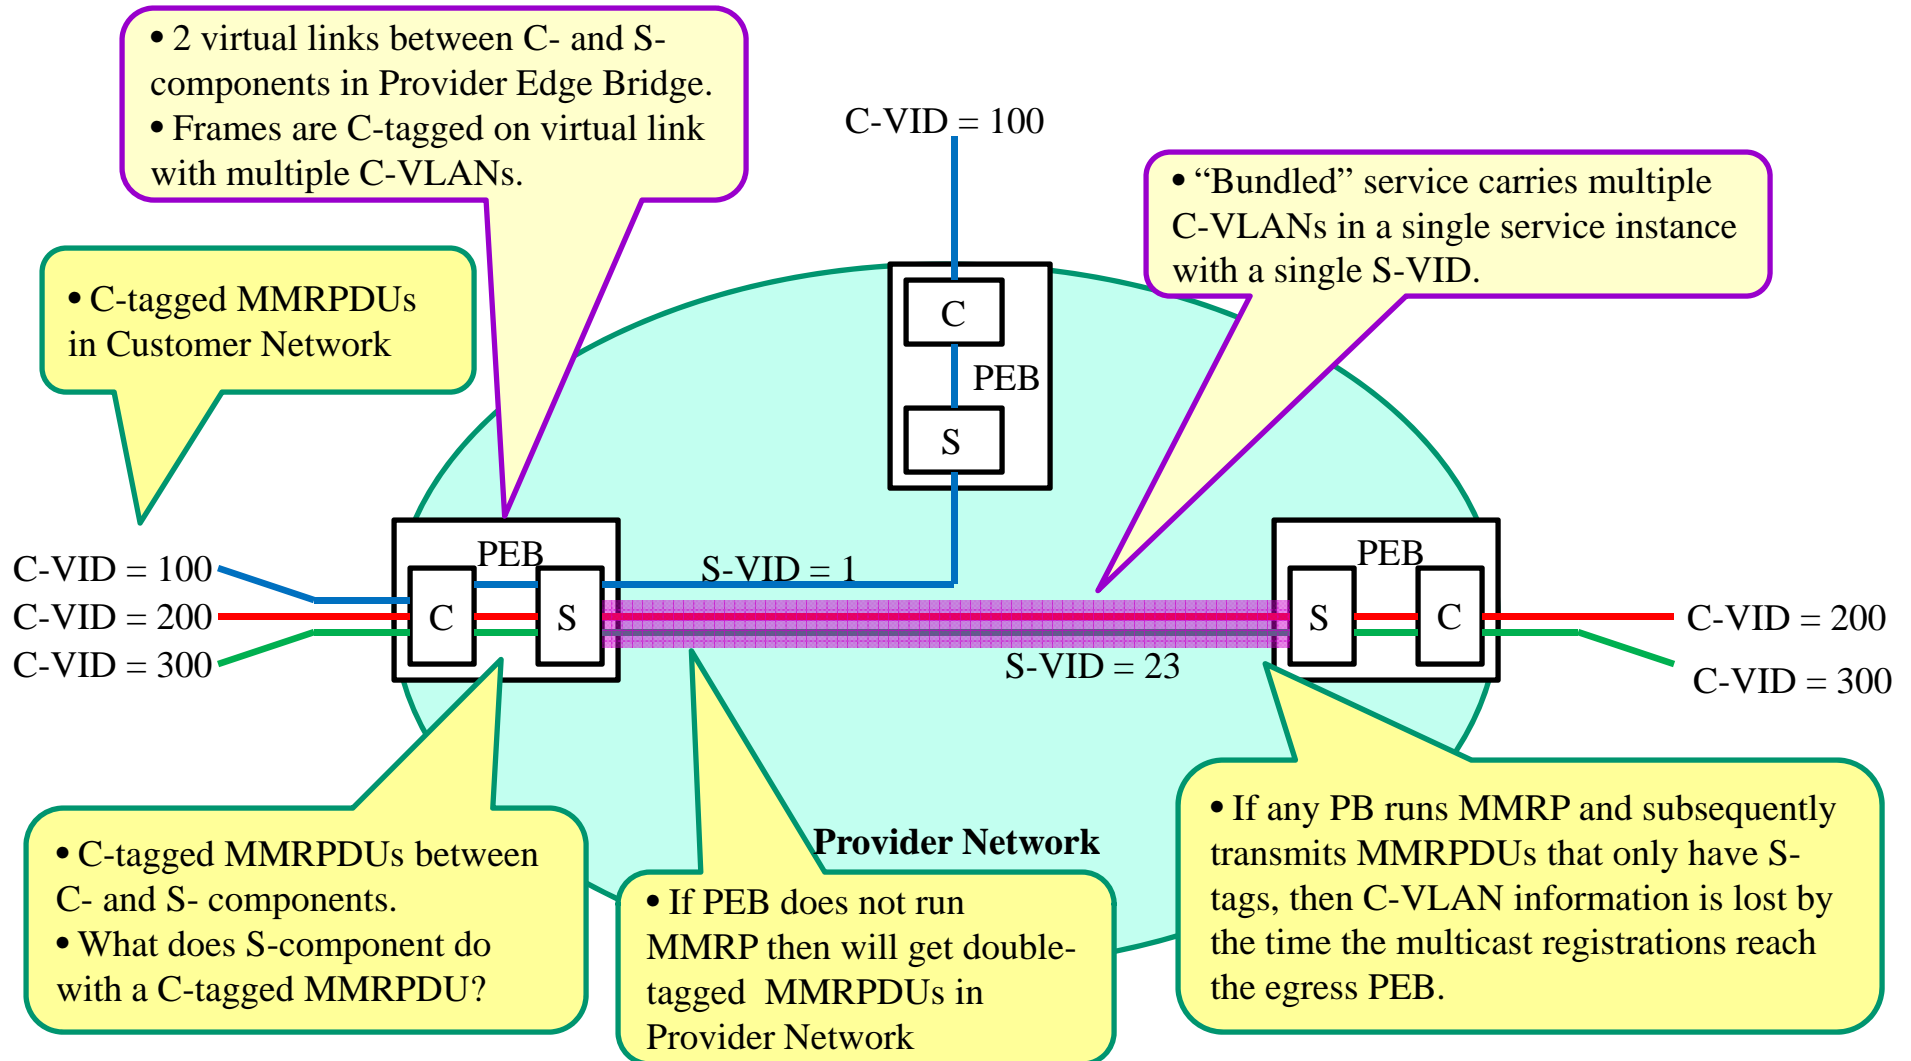 • 2 virtual links between C- and S-
components in Provider Edge Bridge.
• Frames are C-tagged on virtual link
with multiple C-VLANs.
C-VID = 100
• “Bundled” service carries multiple
C-VLANs in a single service instance
with a single S-VID.
• C-tagged MMRPDUs
in Customer Network
C
PEB
S
PEB
C-VID = 100
C-VID = 200
C-VID = 300
C
S
S-VID = 1
S-VID = 23
PEB
S
C
C-VID = 200
C-VID = 300
Provider Network
• C-tagged MMRPDUs between
C- and S- components.
• What does S-component do
with a C-tagged MMRPDU?
• If PEB does not run
MMRP then will get double-
tagged  MMRPDUs in
Provider Network
• If any PB runs MMRP and subsequently
transmits MMRPDUs that only have S-
tags, then C-VLAN information is lost by
the time the multicast registrations reach
the egress PEB.